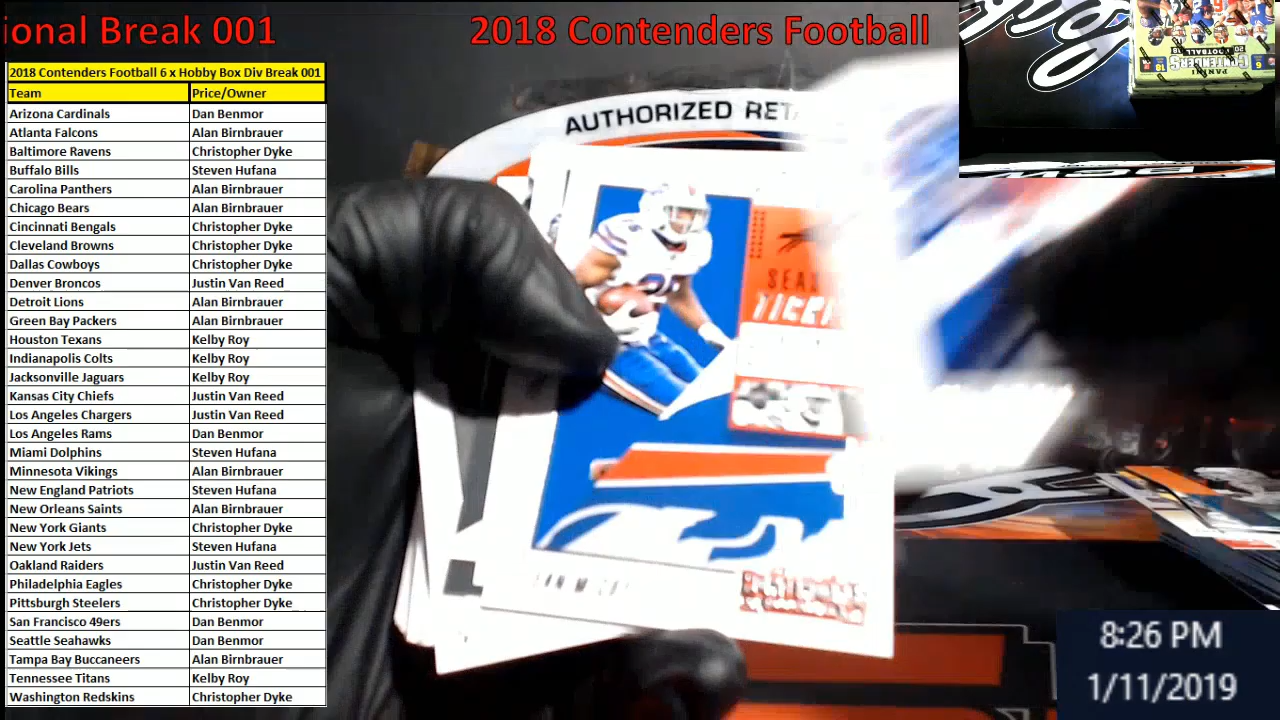 ional Break 001
2018 Contenders Football
2018 Contenders Football 6 x Hobby Box Div Break 001
Team Price/Owner
Arizona Cardinals Dan Benmor
Atlanta Falcons Alan Birnbrauer
Baltimore Ravens Christopher Dyke
Buffalo Bills Steven Hufana
Carolina Panthers Alan Birnbrauer
Chicago Bears Alan Birnbrauer
Cincinnati Bengals Christopher Dyke
Cleveland Browns Christopher Dyke
Dallas Cowboys Christopher Dyke
Denver Broncos Justin Van Reed
Detroit Lions Alan Birnbrauer
Green Bay Packers Alan Birnbrauer
Houston Texans Kelby Roy
Indianapolis Colts Kelby Roy
Jacksonville Jaguars Kelby Roy
Kansas City Chiefs Justin Van Reed
Los Angeles Chargers Justin Van Reed
Los Angeles Rams Dan Benmor
Miami Dolphins Steven Hufana
Minnesota Vikings Alan Birnbrauer
New England Patriots Steven Hufana
New Orleans Saints Alan Birnbrauer
New York Giants Christopher Dyke
New York Jets Steven Hufana
Oakland Raiders Justin Van Reed
Philadelphia Eagles Christopher Dyke
Pittsburgh Steelers Christopher Dyke
San Francisco 49ers Dan Benmor
Seattle Seahawks Dan Benmor
Tampa Bay Buccaneers Alan Birnbrauer
Tennessee Titans Kelby Roy
Washington Redskins Christopher Dyke
AUTHORIZED RET
PANINI
CONTENDERS
8:26 PM
1/11/2019